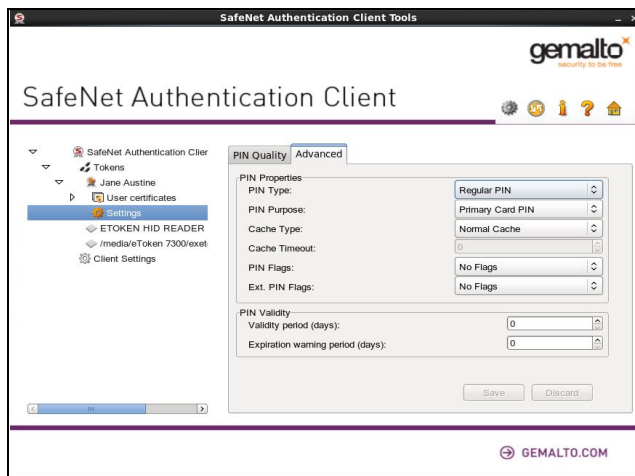 SafeNet Authentication Client Tools
gemalto
security to be free
SafeNet Authentication Client
SafeNet Authentication Clier
Tokens
Jane Austine
User certificates
Settings
ETOKEN HID READER
/media/eToken 7300/exet
Client Settings
PIN Quality
Advanced
PIN Properties
PIN Type: Regular PIN
PIN Purpose: Primary Card PIN
Cache Type: Normal Cache
Cache Timeout: 0
PIN Flags: No Flags
Ext. PIN Flags: No Flags
PIN Validity
Validity period (days): 0
Expiration warning period (days): 0
Save Discard
GEMALTO.COM